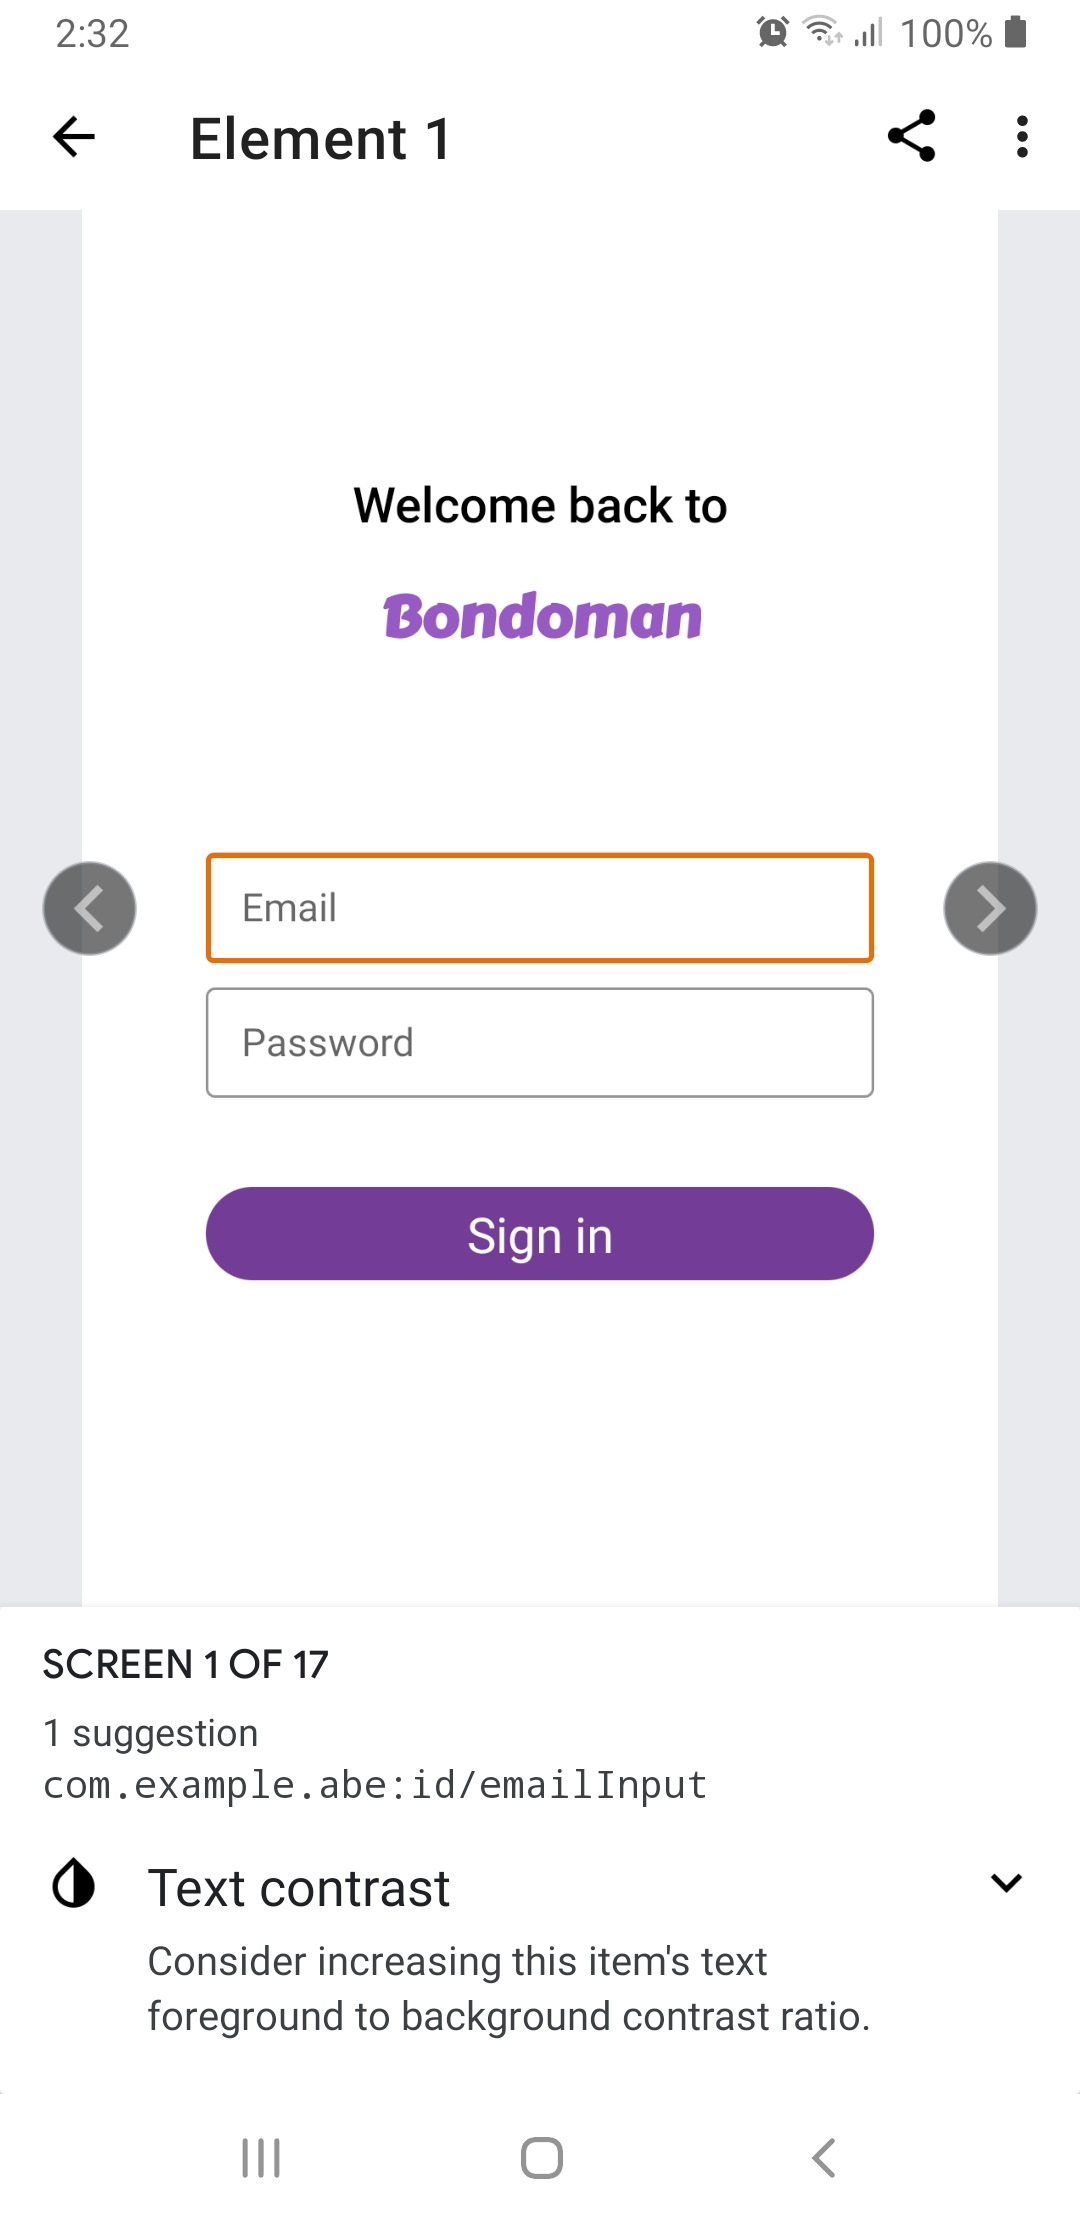 2:32
100%
Element 1
Welcome back to
Bondoman
Email
Password
Sign in
SCREEN 1 OF 17
1 suggestion
com.example.abe:id/emailInput
Text contrast
Consider increasing this item's text
foreground to background contrast ratio.